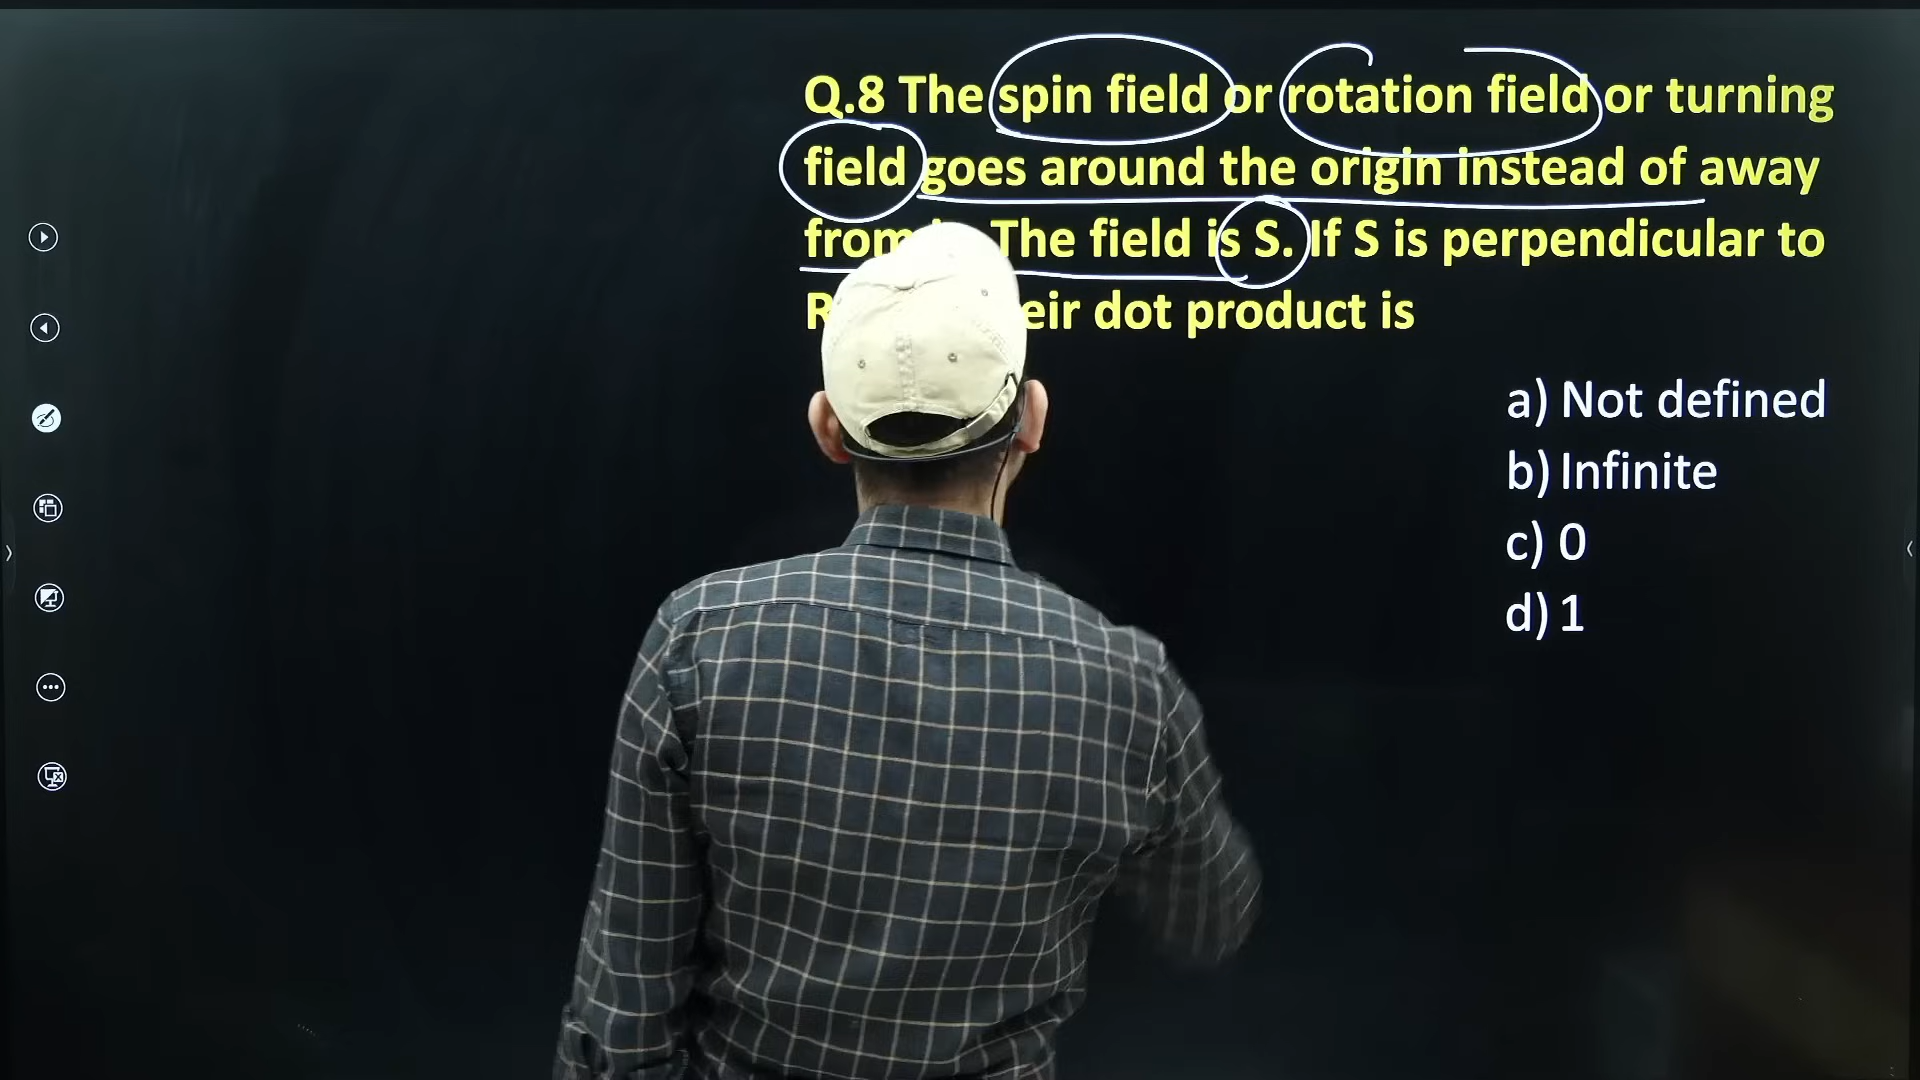 Q.8 The spin field or rotation field or turning
field goes around the origin instead of away
from The field is S. If S is perpendicular to
dot product is
a) Not defined
b) Infinite
c) 0
d) 1